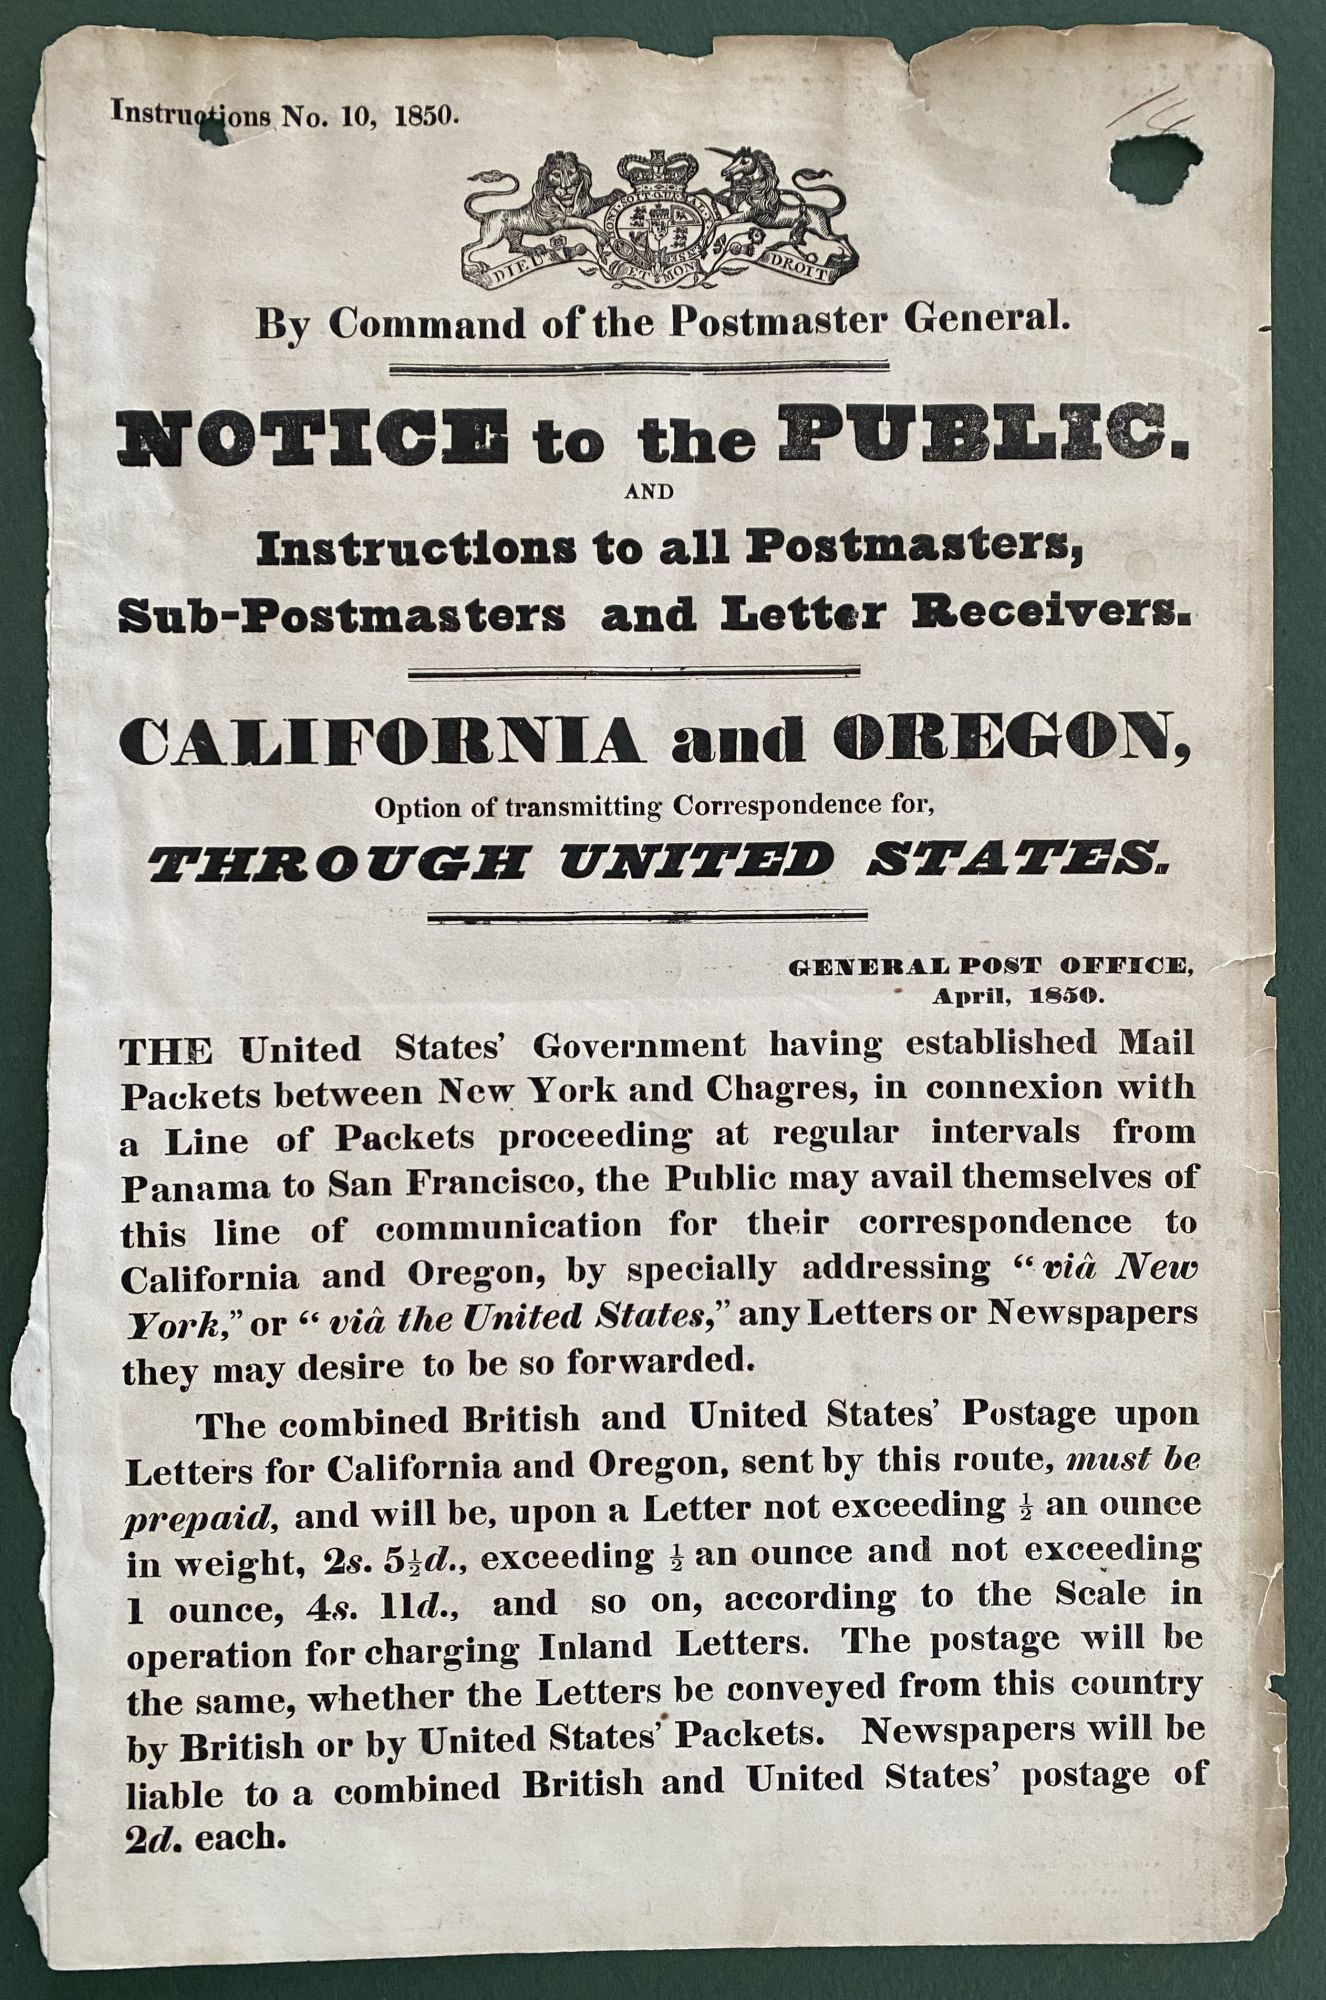 Instructions No. 10, 1850.
14
HONI SOIT QUI MAL Y PENSE
DIEU ET MON DROIT
By Command of the Postmaster General.
NOTICE to the PUBLIC.
AND
Instructions to all Postmasters,
Sub-Postmasters and Letter Receivers.
CALIFORNIA and OREGON,
Option of transmitting Correspondence for,
THROUGH UNITED STATES.
GENERAL POST OFFICE,
April, 1850.
THE United States' Government having established Mail
Packets between New York and Chagres, in connexion with
a Line of Packets proceeding at regular intervals from
Panama to San Francisco, the Public may avail themselves of
this line of communication for their correspondence to
California and Oregon, by specially addressing “viâ New
York,” or “viâ the United States,” any Letters or Newspapers
they may desire to be so forwarded.
The combined British and United States' Postage upon
Letters for California and Oregon, sent by this route, must be
prepaid, and will be, upon a Letter not exceeding ½ an ounce
in weight, 2s. 5½d., exceeding ½ an ounce and not exceeding
1 ounce, 4s. 11d., and so on, according to the Scale in
operation for charging Inland Letters. The postage will be
the same, whether the Letters be conveyed from this country
by British or by United States' Packets. Newspapers will be
liable to a combined British and United States' postage of
2d. each.